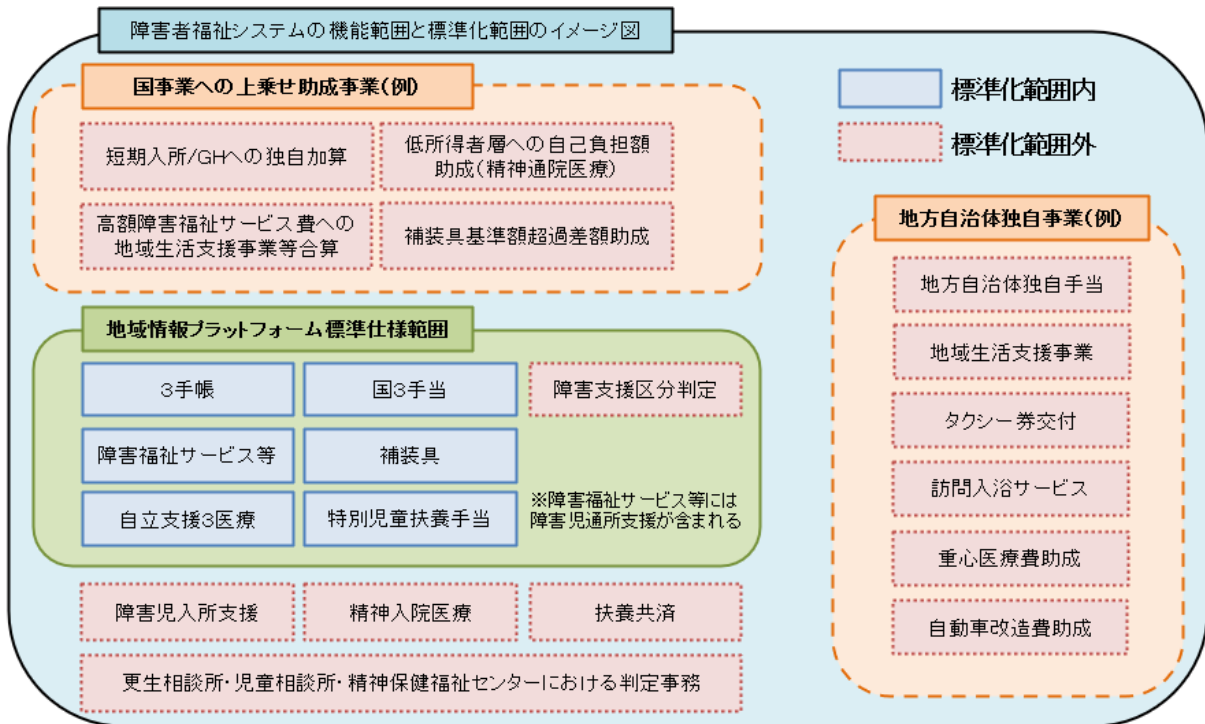 障害者福祉システムの機能範囲と標準化範囲のイメージ図
国事業への上乗せ助成事業(例)
短期入所/GHへの独自加算
低所得者層への自己負担額
助成(精神通院医療)
高額障害福祉サービス費への
地域生活支援事業等合算
補装具基準額超過差額助成
標準化範囲内
標準化範囲外
地方自治体独自事業(例)
地方自治体独自手当
地域生活支援事業
タクシー券交付
訪問入浴サービス
重心医療費助成
自動車改造費助成
地域情報プラットフォーム標準仕様範囲
3手帳
国3手当
障害支援区分判定
障害福祉サービス等
補装具
自立支援3医療
特別児童扶養手当
※障害福祉サービス等には
障害児通所支援が含まれる
障害児入所支援
精神入院医療
扶養共済
更生相談所・児童相談所・精神保健福祉センターにおける判定事務